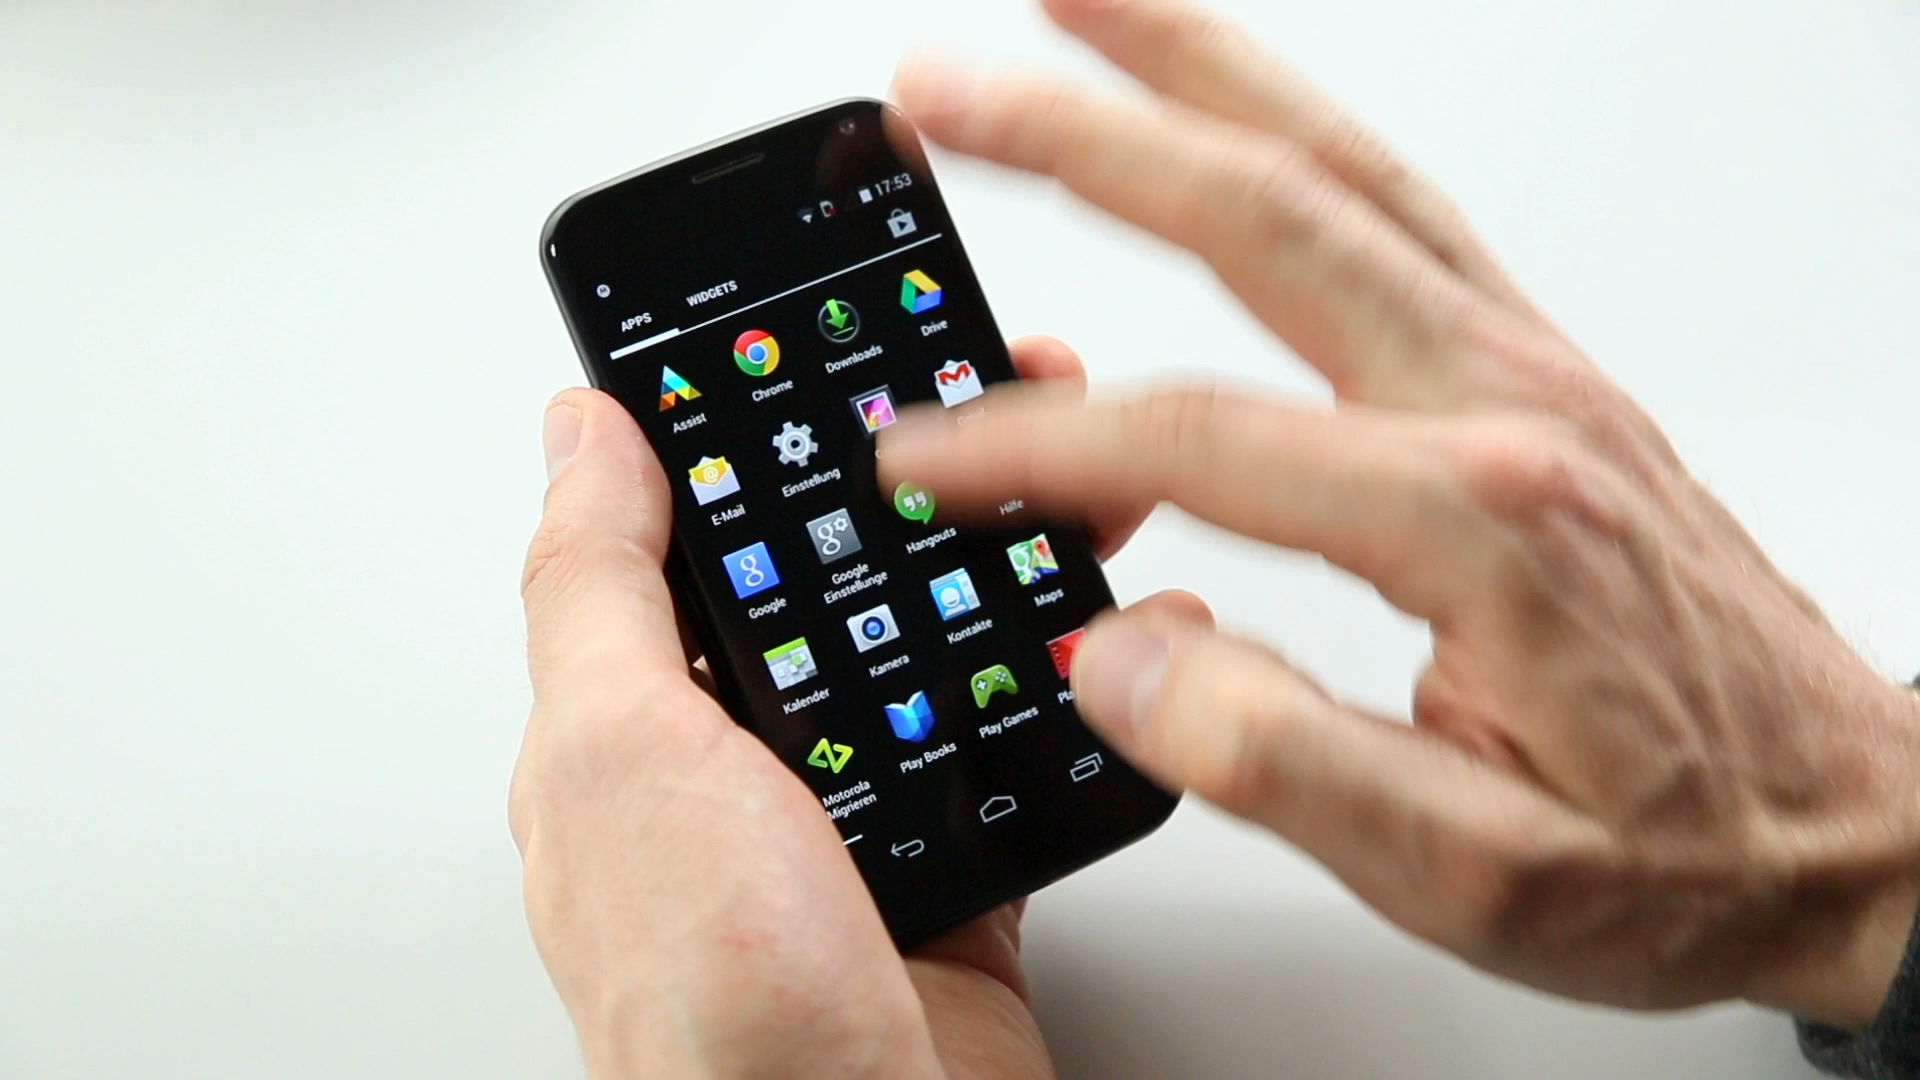 17:53
APPS
WIDGETS
Assist
Chrome
Downloads
Drive
E-Mail
Einstellung
Google
Google
Einstellunge
Hangouts
Hilfe
Kalender
Kamera
Kontakte
Maps
Motorola
Migrieren
Play Books
Play Games